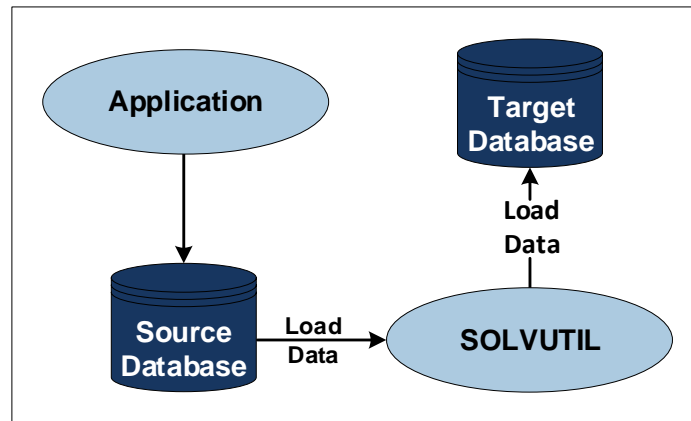 Application
Target
Database
Load
Data
Source
Database
Load
Data
SOLVUTIL